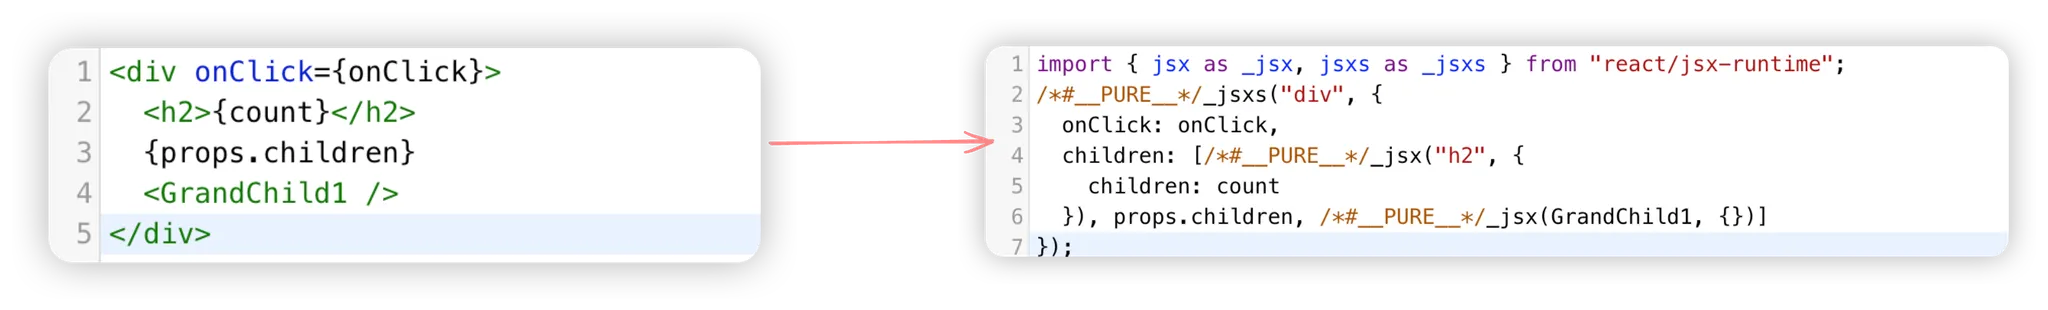 1 <div onClick={onClick}>
2   <h2>{count}</h2>
3   {props.children}
4   <GrandChild1 />
5 </div>
1 import { jsx as _jsx, jsxs as _jsxs } from "react/jsx-runtime";
2 /*#__PURE__*/_jsxs("div", {
3   onClick: onClick,
4   children: [/*#__PURE__*/_jsx("h2", {
5     children: count
6   }), props.children, /*#__PURE__*/_jsx(GrandChild1, {})]
7 });